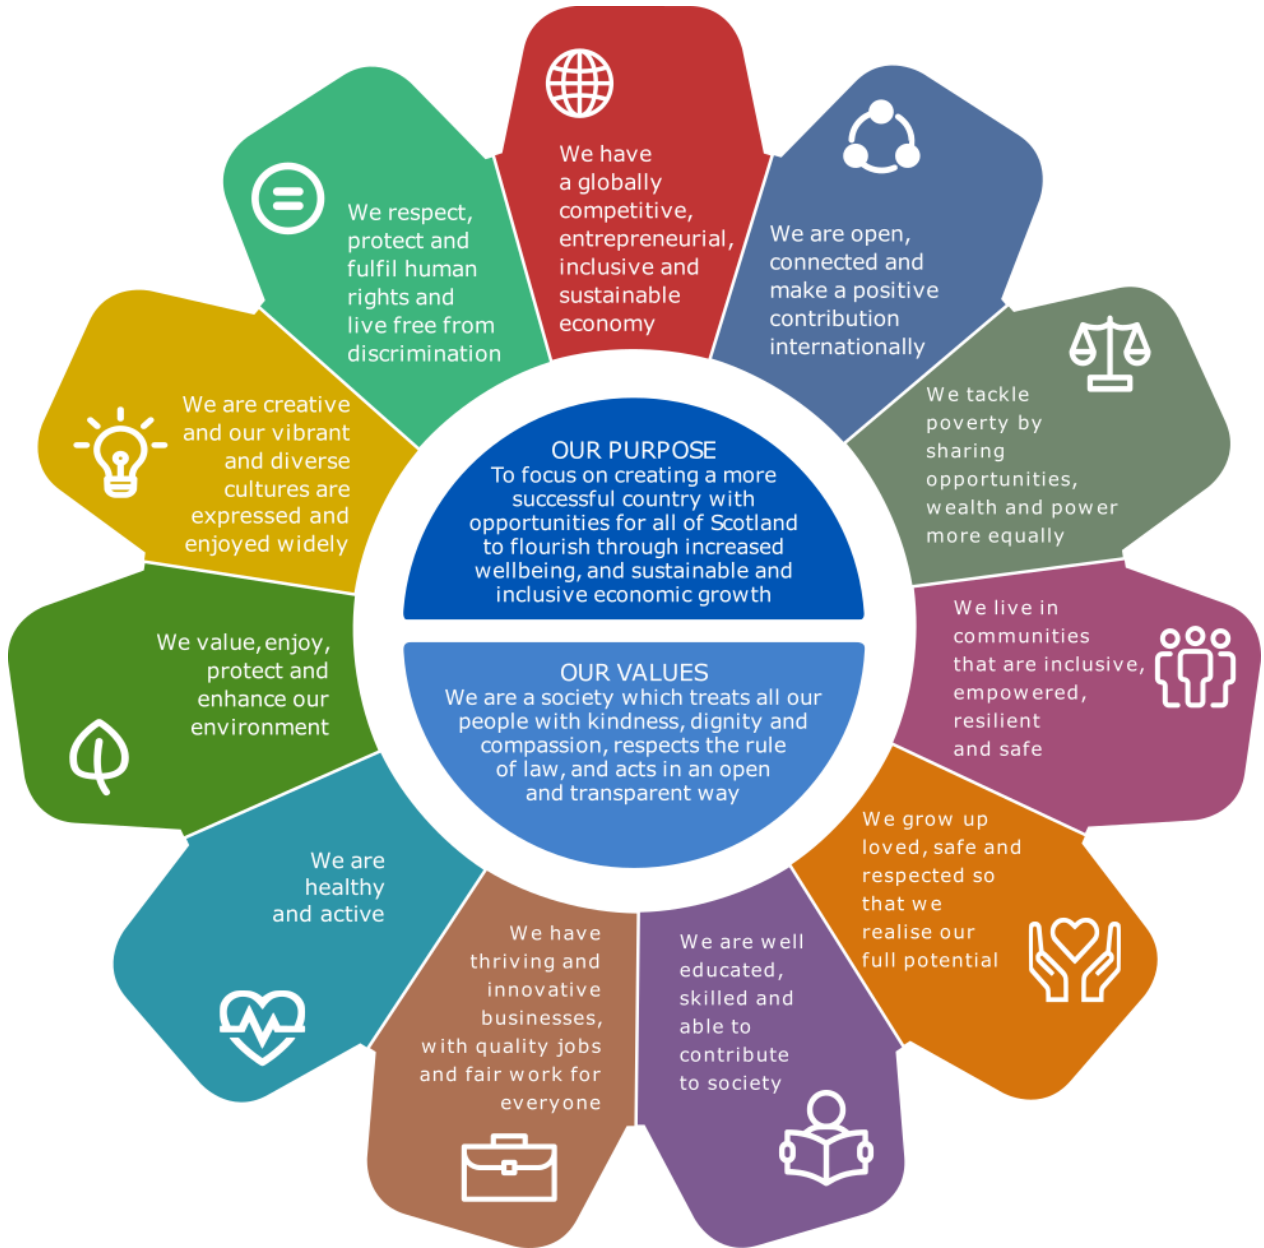 We have
a globally
competitive,
entrepreneurial,
inclusive and
sustainable
economy
We are open,
connected and
make a positive
contribution
internationally
We tackle
poverty by
sharing
opportunities,
wealth and power
more equally
We live in
communities
that are inclusive,
empowered,
resilient
and safe
We grow up
loved, safe and
respected so
that we
realise our
full potential
We are well
educated,
skilled and
able to
contribute
to society
We have
thriving and
innovative
businesses,
with quality jobs
and fair work for
everyone
We are
healthy
and active
We value, enjoy,
protect and
enhance our
environment
We are creative
and our vibrant
and diverse
cultures are
expressed and
enjoyed widely
We respect,
protect and
fulfil human
rights and
live free from
discrimination
OUR PURPOSE
To focus on creating a more
successful country with
opportunities for all of Scotland
to flourish through increased
wellbeing, and sustainable and
inclusive economic growth
OUR VALUES
We are a society which treats all our
people with kindness, dignity and
compassion, respects the rule
of law, and acts in an open
and transparent way